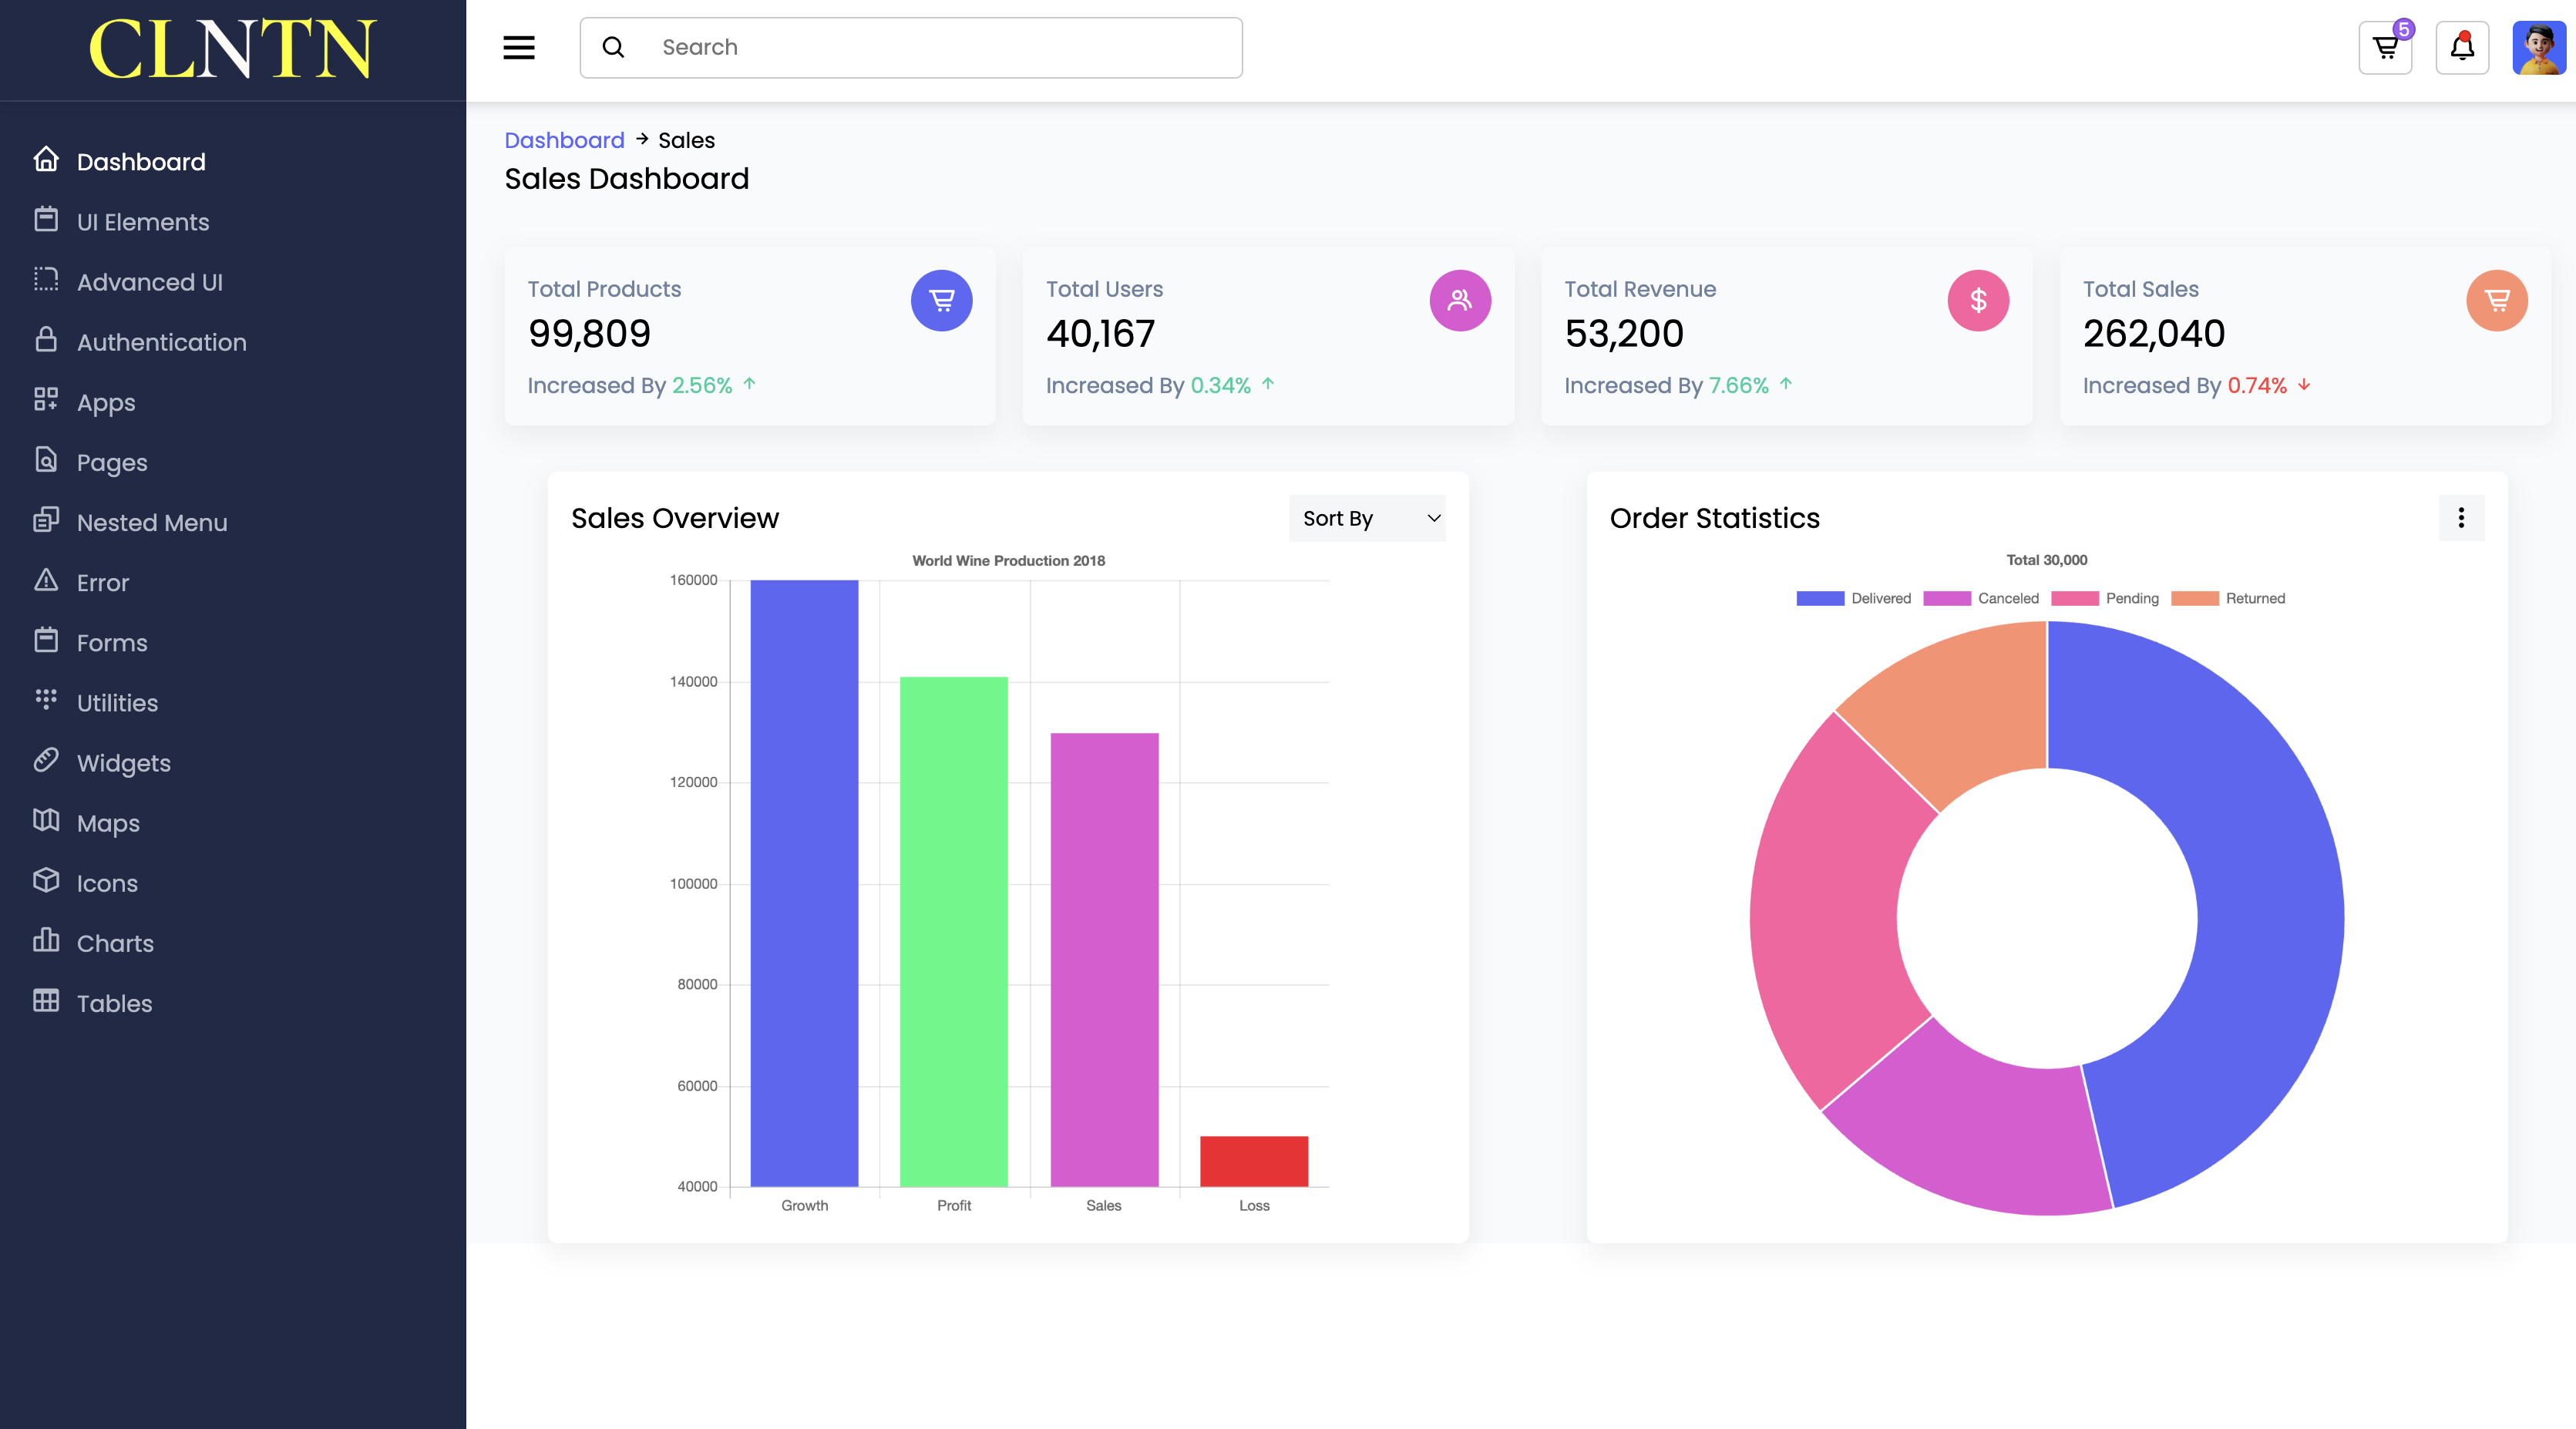 CLNTN
Search
5
Dashboard
UI Elements
Advanced UI
Authentication
Apps
Pages
Nested Menu
Error
Forms
Utilities
Widgets
Maps
Icons
Charts
Tables
Dashboard → Sales
Sales Dashboard
Total Products
99,809
Increased By 2.56% ↑
Total Users
40,167
Increased By 0.34% ↑
Total Revenue
$
53,200
Increased By 7.66% ↑
Total Sales
262,040
Increased By 0.74% ↓
Sales Overview
Sort By
World Wine Production 2018
160000
140000
120000
100000
80000
60000
40000
Growth Profit Sales Loss
Order Statistics
Total 30,000
Delivered Canceled Pending Returned